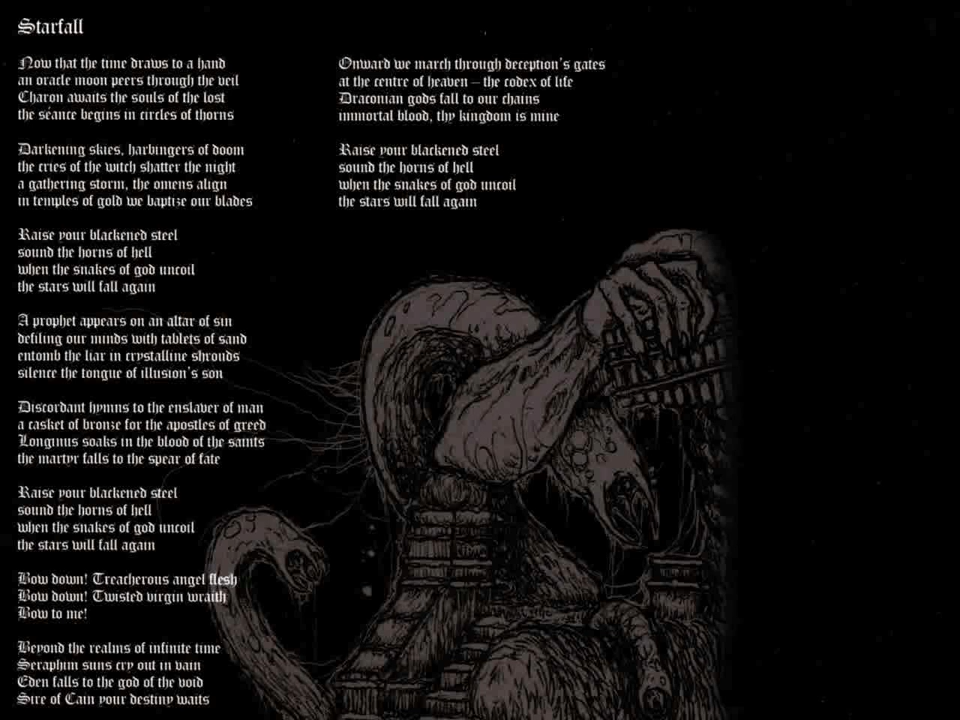 Starfall
Now that the time draws to a hand
an oracle moon peers through the veil
Charon awaits the souls of the lost
the séance begins in circles of thorns
Darkening skies, harbingers of doom
the cries of the witch shatter the night
a gathering storm, the omens align
in temples of gold we baptize our blades
Raise your blackened steel
sound the horns of hell
when the snakes of god uncoil
the stars will fall again
A prophet appears on an altar of sin
defiling our minds with tablets of sand
entomb the liar in crystalline shrouds
silence the tongue of illusion's son
Discordant hymns to the enslaver of man
a casket of bronze for the apostles of greed
Longinus soaks in the blood of the saints
the martyr falls to the spear of fate
Raise your blackened steel
sound the horns of hell
when the snakes of god uncoil
the stars will fall again
Bow down! Treacherous angel flesh
Bow down! Twisted virgin wraith
Bow to me!
Beyond the realms of infinite time
Seraphim suns cry out in vain
Eden falls to the god of the void
Sire of Cain your destiny waits
Onward we march through deception's gates
at the centre of heaven – the codex of life
Draconian gods fall to our chains
immortal blood, thy kingdom is mine
Raise your blackened steel
sound the horns of hell
when the snakes of god uncoil
the stars will fall again